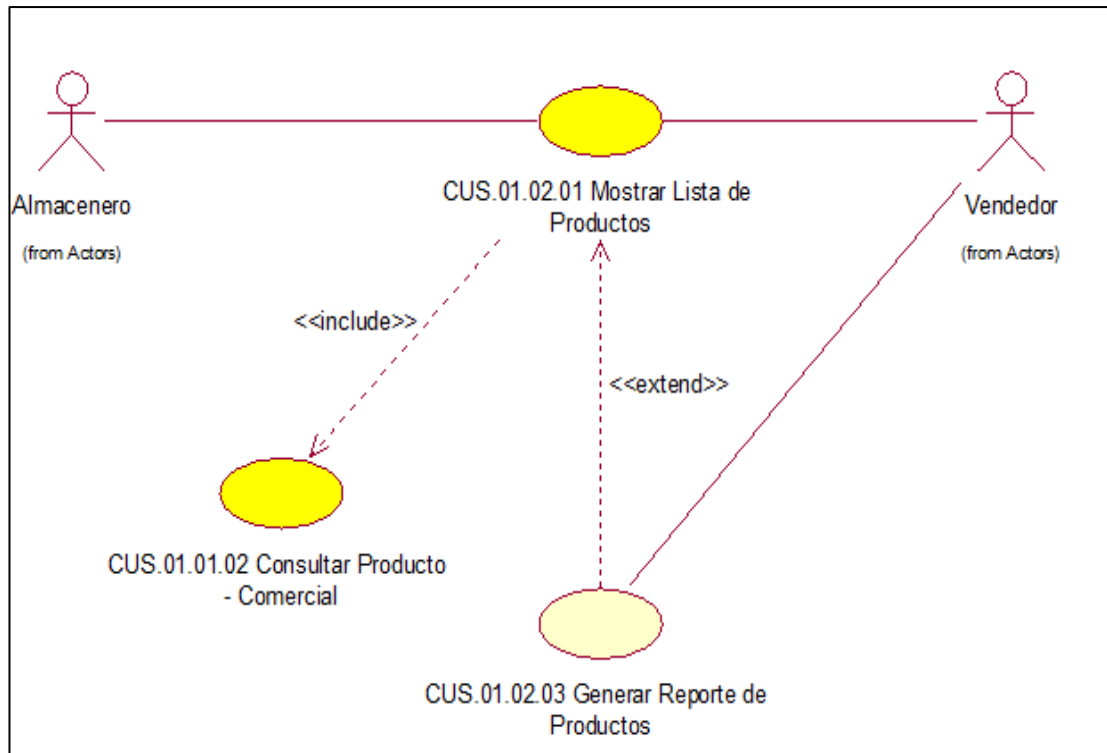 CUS.01.02.01 Mostrar Lista de
Productos
Almacenero
(from Actors)
Vendedor
(from Actors)
<<include>>
<<extend>>
CUS.01.01.02 Consultar Producto
- Comercial
CUS.01.02.03 Generar Reporte de
Productos